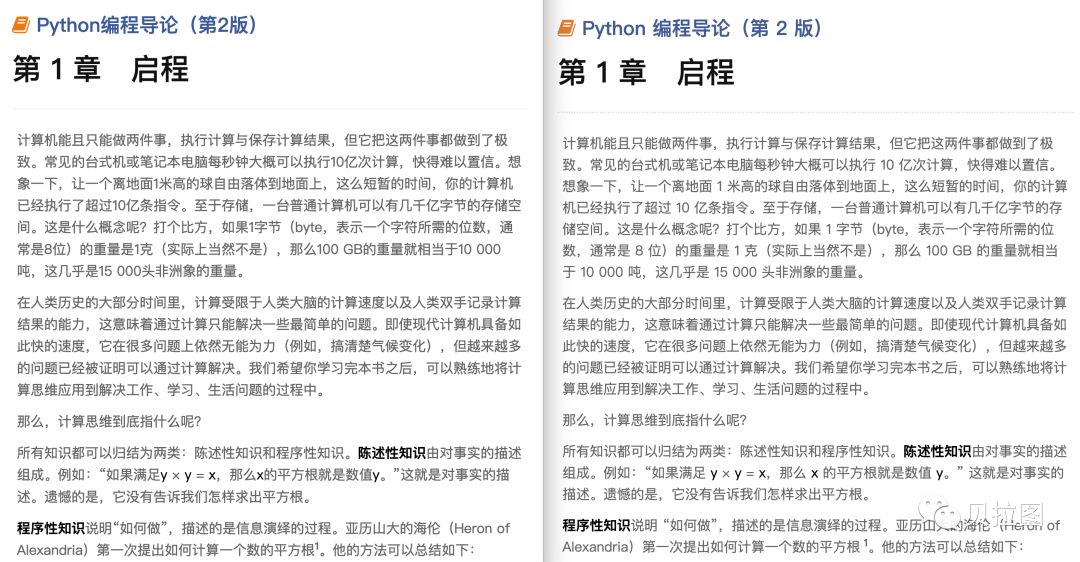 Python编程导论（第2版）
第 1 章　启程
计算机能且只能做两件事，执行计算与保存计算结果，但它把这两件事都做到了极
致。常见的台式机或笔记本电脑每秒钟大概可以执行10亿次计算，快得难以置信。想
象一下，让一个离地面1米高的球自由落体到地面上，这么短暂的时间，你的计算机
已经执行了超过10亿条指令。至于存储，一台普通计算机可以有几千亿字节的存储空
间。这是什么概念呢？打个比方，如果1字节（byte，表示一个字符所需的位数，通
常是8位）的重量是1克（实际上当然不是），那么100 GB的重量就相当于10 000
吨，这几乎是15 000头非洲象的重量。
在人类历史的大部分时间里，计算受限于人类大脑的计算速度以及人类双手记录计算
结果的能力，这意味着通过计算只能解决一些最简单的问题。即使现代计算机具备如
此快的速度，它在很多问题上依然无能为力（例如，搞清楚气候变化），但越来越多
的问题已经被证明可以通过计算解决。我们希望你学习完本书之后，可以熟练地将计
算思维应用到解决工作、学习、生活问题的过程中。
那么，计算思维到底指什么呢？
所有知识都可以归结为两类：陈述性知识和程序性知识。陈述性知识由对事实的描述
组成。例如：“如果满足y × y = x，那么x的平方根就是数值y。”这就是对事实的描
述。遗憾的是，它没有告诉我们怎样求出平方根。
程序性知识说明“如何做”，描述的是信息演绎的过程。亚历山大的海伦（Heron of
Alexandria）第一次提出如何计算一个数的平方根¹。他的方法可以总结如下：
Python 编程导论（第 2 版）
第 1 章　启程
计算机能且只能做两件事，执行计算与保存计算结果，但它把这两件事都做到了极
致。常见的台式机或笔记本电脑每秒钟大概可以执行 10 亿次计算，快得难以置信。
想象一下，让一个离地面 1 米高的球自由落体到地面上，这么短暂的时间，你的计算
机已经执行了超过 10 亿条指令。至于存储，一台普通计算机可以有几千亿字节的存
储空间。这是什么概念呢？打个比方，如果 1 字节（byte，表示一个字符所需的位
数，通常是 8 位）的重量是 1 克（实际上当然不是），那么 100 GB 的重量就相当
于 10 000 吨，这几乎是 15 000 头非洲象的重量。
在人类历史的大部分时间里，计算受限于人类大脑的计算速度以及人类双手记录计算
结果的能力，这意味着通过计算只能解决一些最简单的问题。即使现代计算机具备如
此快的速度，它在很多问题上依然无能为力（例如，搞清楚气候变化），但越来越多
的问题已经被证明可以通过计算解决。我们希望你学习完本书之后，可以熟练地将计
算思维应用到解决工作、学习、生活问题的过程中。
那么，计算思维到底指什么呢？
所有知识都可以归结为两类：陈述性知识和程序性知识。陈述性知识由对事实的描述
组成。例如：“如果满足 y × y = x，那么 x 的平方根就是数值 y。” 这就是对事实的
描述。遗憾的是，它没有告诉我们怎样求出平方根。
程序性知识说明 “如何做”，描述的是信息演绎的过程。亚历山大的海伦（Heron of
Alexandria）第一次提出如何计算一个数的平方根 ¹。他的方法可以总结如下：
贝拉图